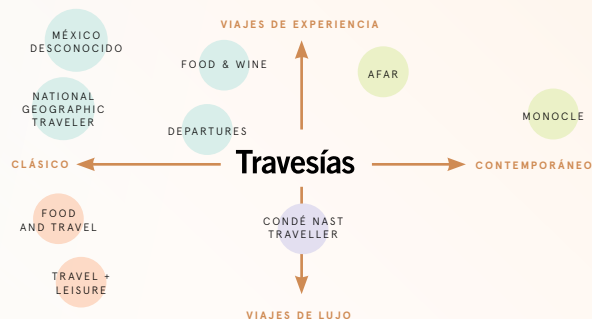 VIAJES DE EXPERIENCIA
MÉXICO
DESCONOCIDO
FOOD & WINE
AFAR
NATIONAL
GEOGRAPHIC
TRAVELER
MONOCLE
DEPARTURES
CLÁSICO
Travesías
CONTEMPORÁNEO
FOOD
AND TRAVEL
CONDÉ NAST
TRAVELLER
TRAVEL +
LEISURE
VIAJES DE LUJO